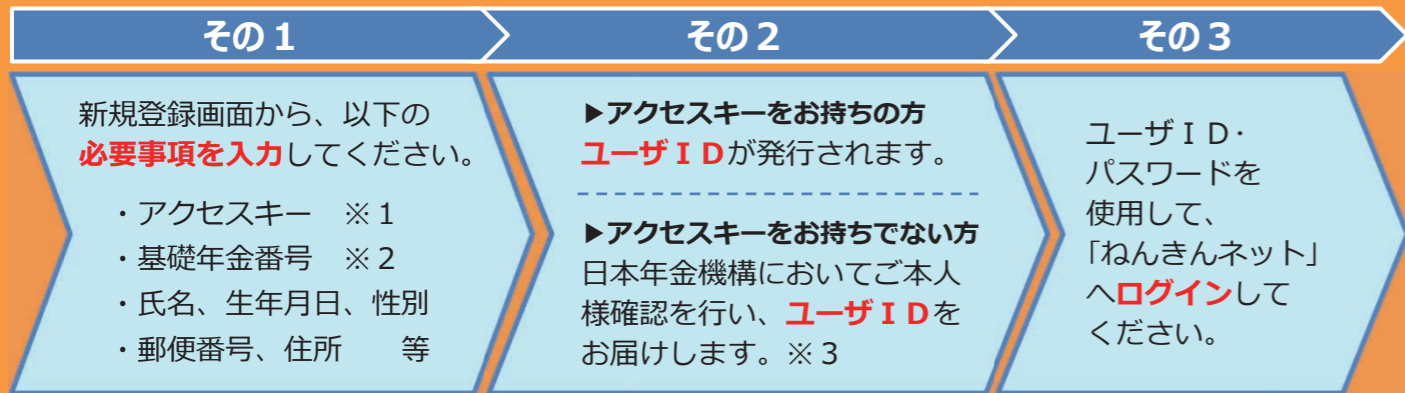 その１
その２
その３
新規登録画面から、以下の
必要事項を入力してください。
・アクセスキー　※１
・基礎年金番号　※２
・氏名、生年月日、性別
・郵便番号、住所　　等
▶アクセスキーをお持ちの方
ユーザＩＤが発行されます。
▶アクセスキーをお持ちでない方
日本年金機構においてご本人
様確認を行い、ユーザＩＤを
お届けします。※３
ユーザＩＤ・
パスワードを
使用して、
「ねんきんネット」
へログインして
ください。